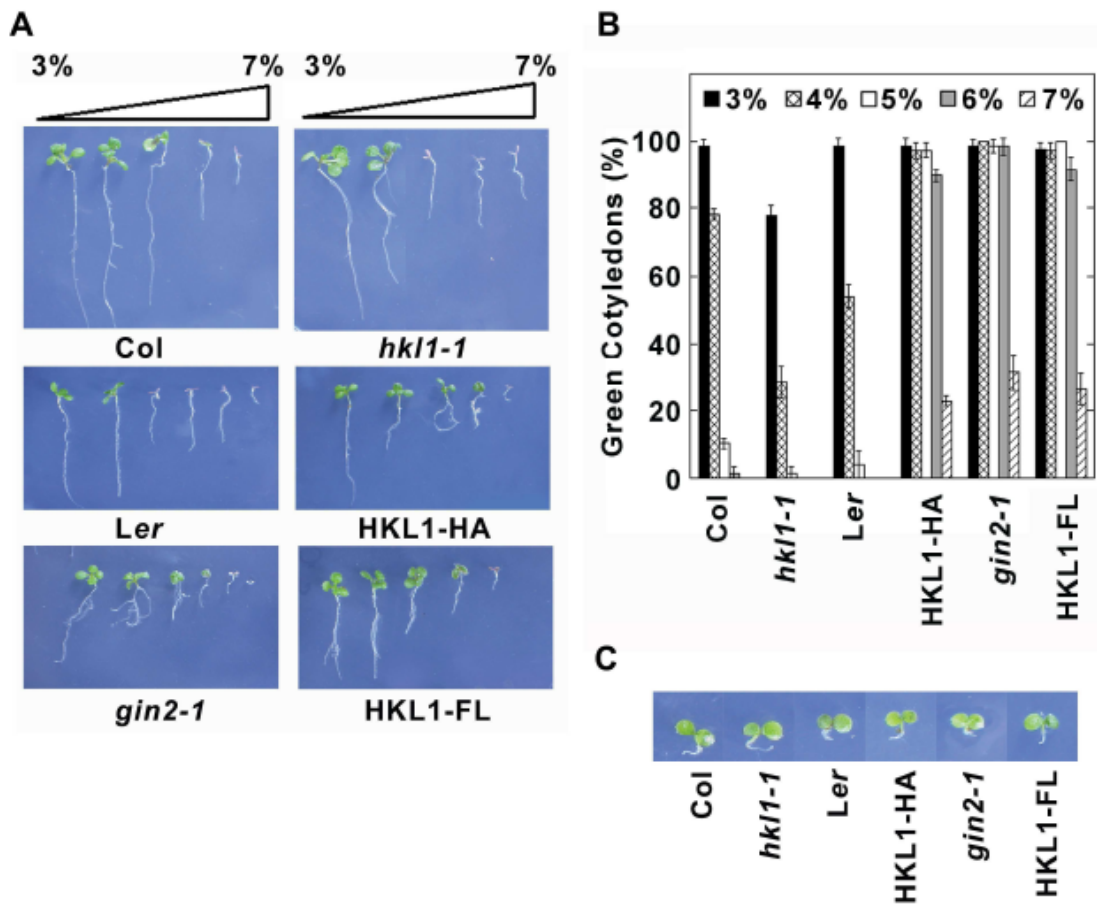 A
3% 7% 3% 7%
Col hkl1-1
Ler HKL1-HA
gin2-1 HKL1-FL
B
3% 4% 5% 6% 7%
Green Cotyledons (%)
100
80
60
40
20
0
Col hkl1-1 Ler HKL1-HA gin2-1 HKL1-FL
C
Col hkl1-1 Ler HKL1-HA gin2-1 HKL1-FL